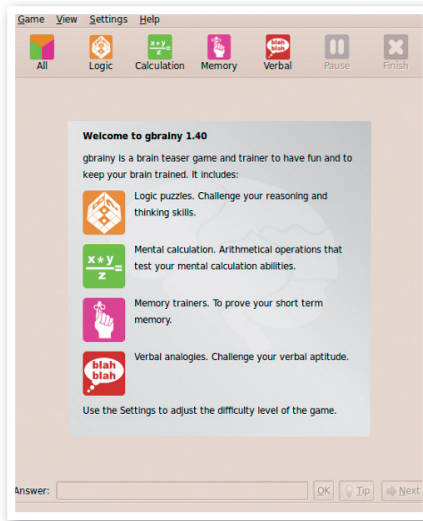 Game View Settings Help
All Logic Calculation Memory Verbal Pause Finish
Welcome to gbrainy 1.40
gbrainy is a brain teaser game and trainer to have fun and to
keep your brain trained. It includes:
Logic puzzles. Challenge your reasoning and
thinking skills.
x*y
z =
Mental calculation. Arithmetical operations that
test your mental calculation abilities.
Memory trainers. To prove your short term
memory.
blah
blah
Verbal analogies. Challenge your verbal aptitude.
Use the Settings to adjust the difficulty level of the game.
Answer: OK Tip Next